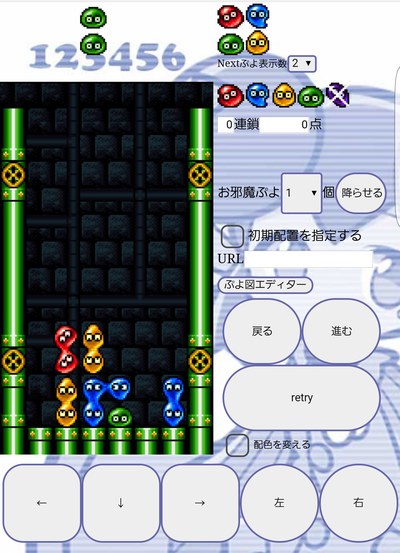 123456
Nextぷよ表示数 2 ▼
0連鎖 0点
お邪魔ぷよ 1 ▼ 個 降らせる
初期配置を指定する
URL
ぷよ図エディター
戻る 進む
retry
配色を変える
← ↓ → 左 右